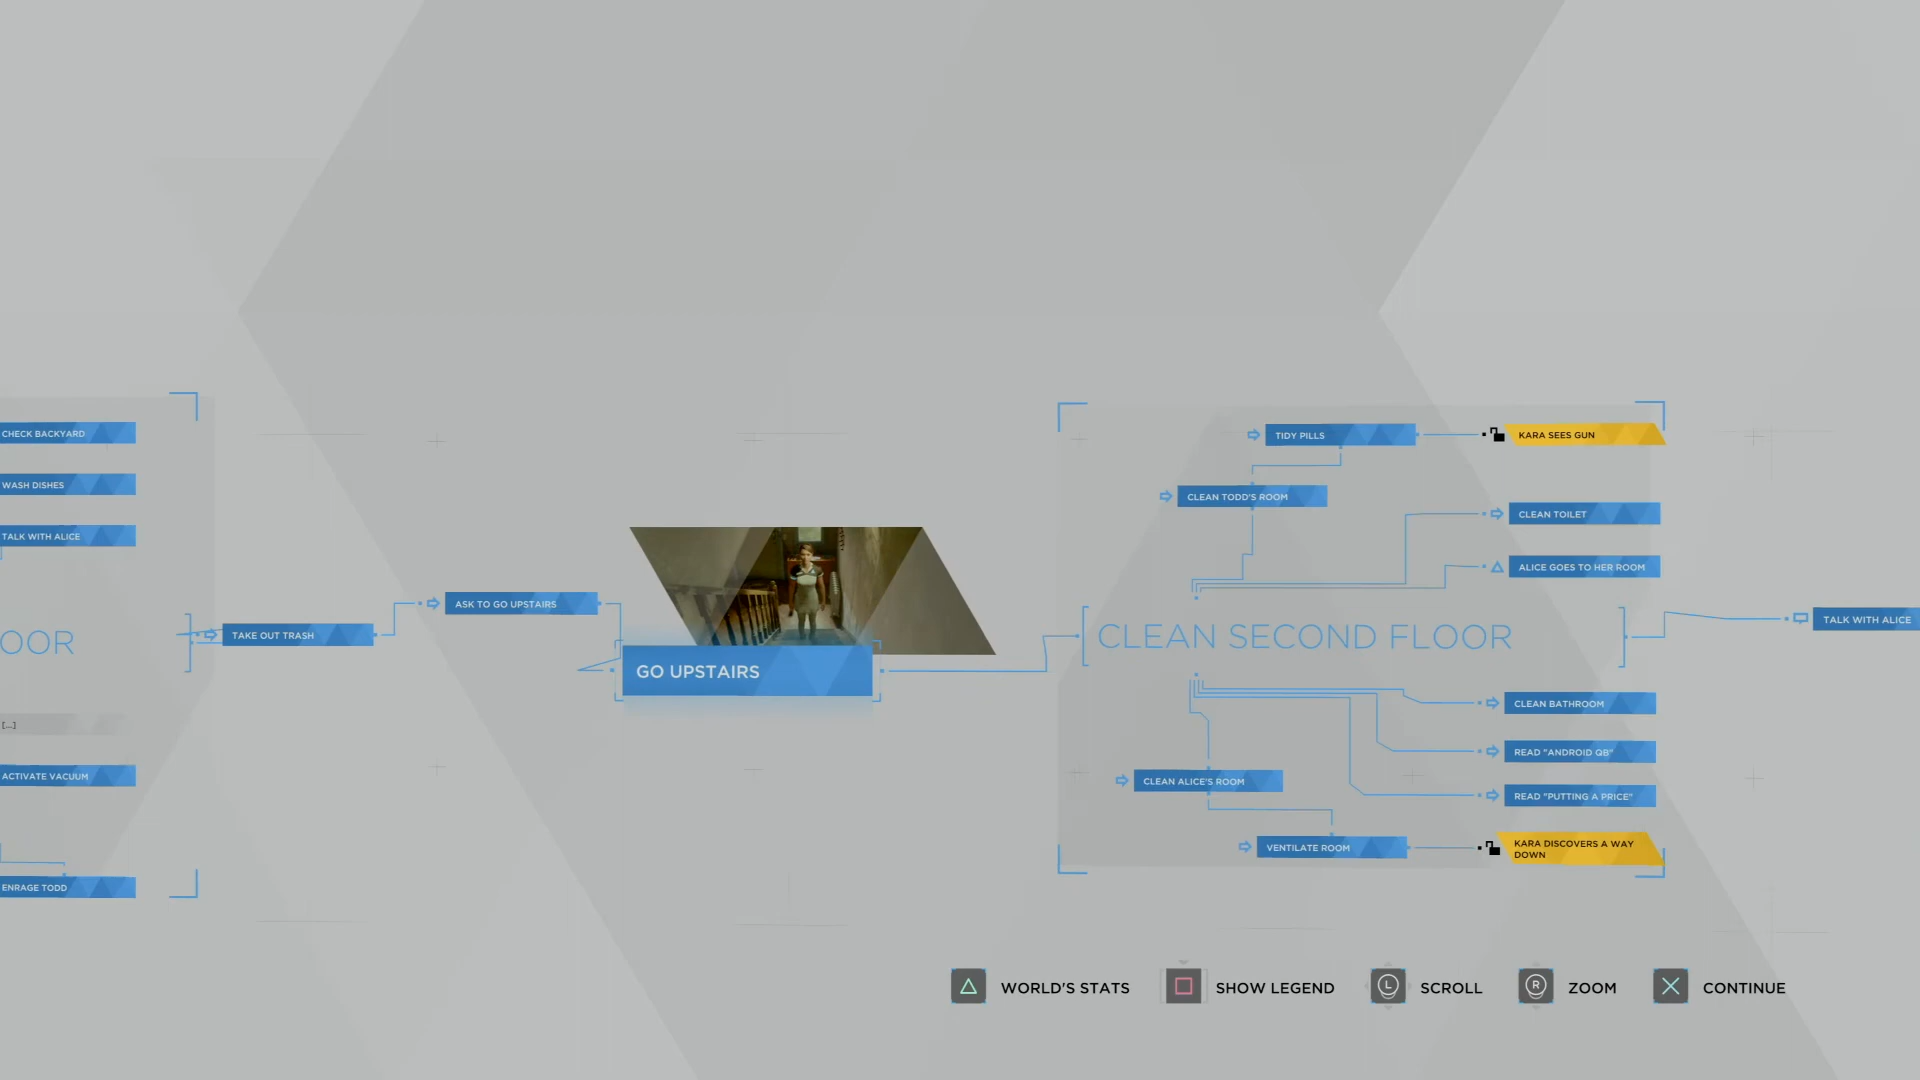 CHECK BACKYARD
WASH DISHES
TALK WITH ALICE
OOR
[...]
ACTIVATE VACUUM
ENRAGE TODD
TAKE OUT TRASH
ASK TO GO UPSTAIRS
GO UPSTAIRS
TIDY PILLS
KARA SEES GUN
CLEAN TODD'S ROOM
CLEAN TOILET
ALICE GOES TO HER ROOM
CLEAN SECOND FLOOR
TALK WITH ALICE
CLEAN BATHROOM
READ "ANDROID QB"
CLEAN ALICE'S ROOM
READ "PUTTING A PRICE"
VENTILATE ROOM
KARA DISCOVERS A WAY
DOWN
WORLD'S STATS
SHOW LEGEND
L
SCROLL
R
ZOOM
CONTINUE